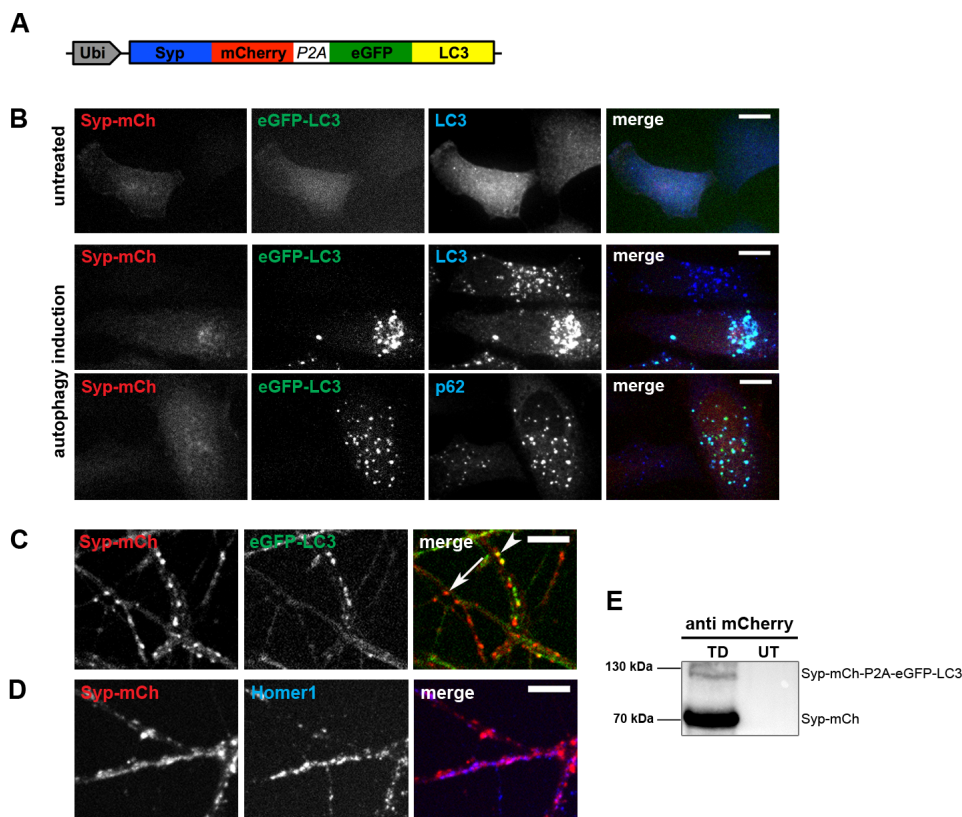 A
Ubi Syp mCherry P2A eGFP LC3
B
untreated
Syp-mCh eGFP-LC3 LC3 merge
autophagy induction
Syp-mCh eGFP-LC3 LC3 merge
Syp-mCh eGFP-LC3 p62 merge
C
Syp-mCh eGFP-LC3 merge
D
Syp-mCh Homer1 merge
E
anti mCherry
TD UT
130 kDa Syp-mCh-P2A-eGFP-LC3
70 kDa Syp-mCh